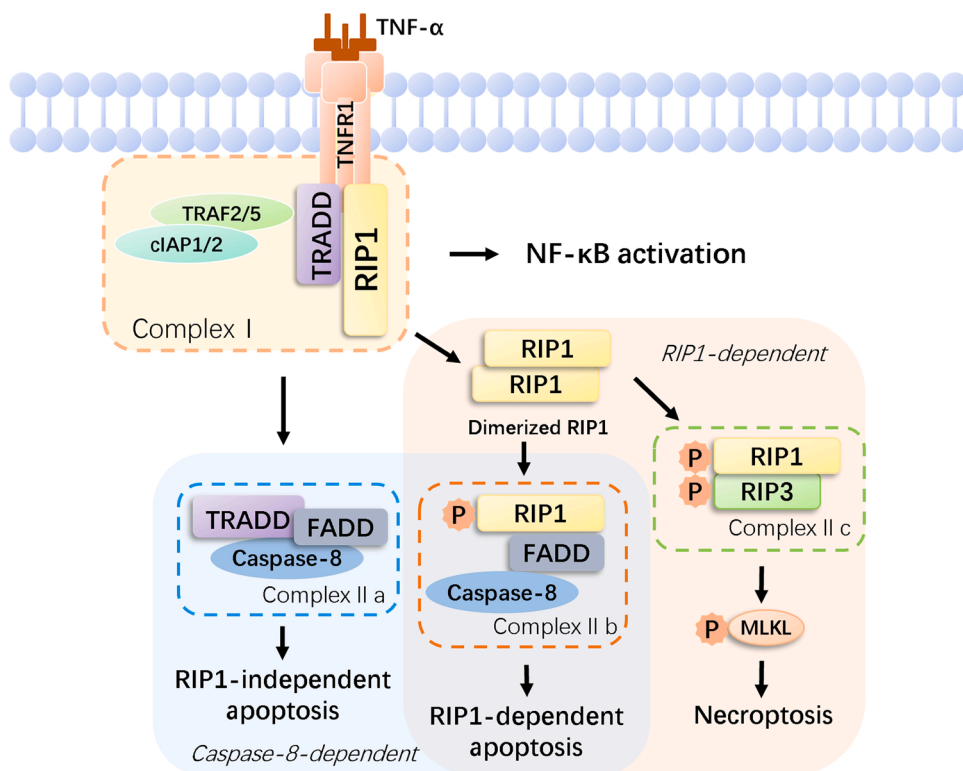 TNF-α
TNFR1
TRAF2/5
cIAP1/2
TRADD
RIP1
Complex I
NF-κB activation
RIP1
RIP1
Dimerized RIP1
RIP1-dependent
P
RIP1
P
RIP3
Complex II c
P
MLKL
Necroptosis
TRADD
FADD
Caspase-8
Complex II a
RIP1-independent
apoptosis
P
RIP1
FADD
Caspase-8
Complex II b
RIP1-dependent
apoptosis
Caspase-8-dependent